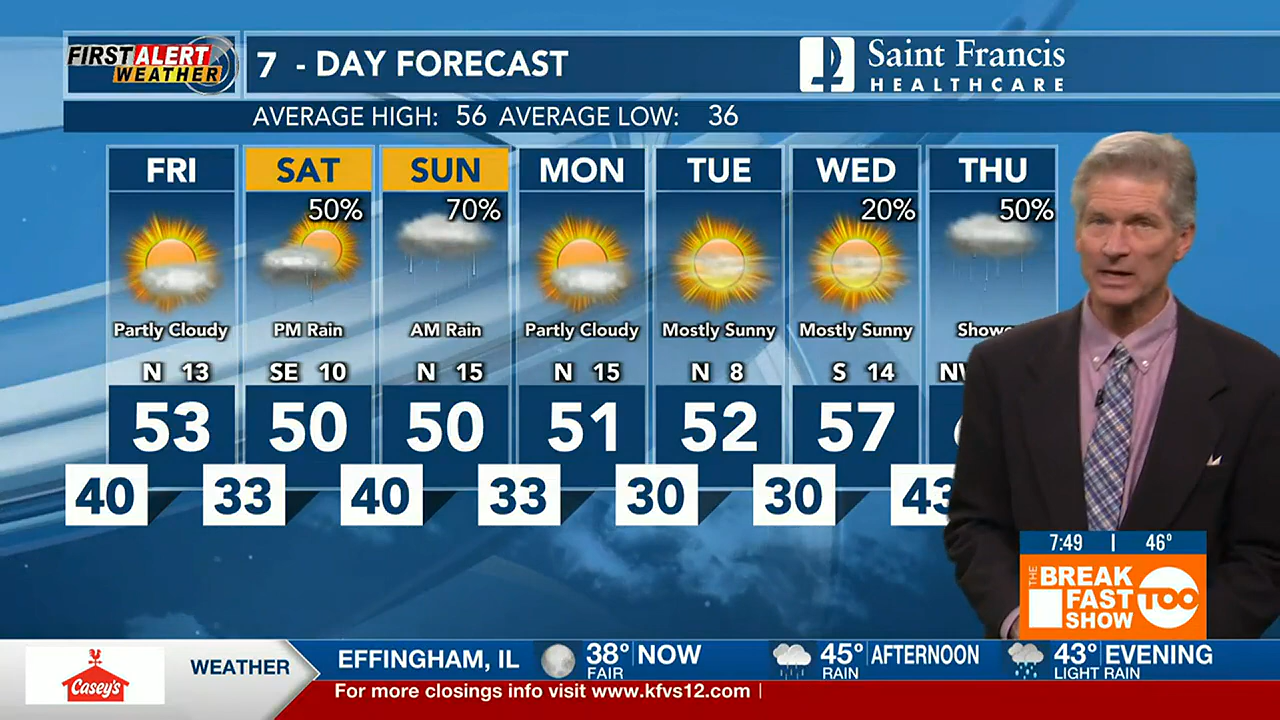 FIRST ALERT
WEATHER
7 - DAY FORECAST
Saint Francis
HEALTHCARE
AVERAGE HIGH: 56 AVERAGE LOW: 36
FRI SAT SUN MON TUE WED THU
50% 70% 20% 50%
Partly Cloudy PM Rain AM Rain Partly Cloudy Mostly Sunny Mostly Sunny
N 13 SE 10 N 15 N 15 N 8 S 14
53 50 50 51 52 57
40 33 40 33 30 30 43
7:49 | 46°
THE
BREAK
FAST
SHOW
TOO
Casey's
WEATHER
EFFINGHAM, IL 38° NOW 45° AFTERNOON 43° EVENING
FAIR RAIN LIGHT RAIN
For more closings info visit www.kfvs12.com |